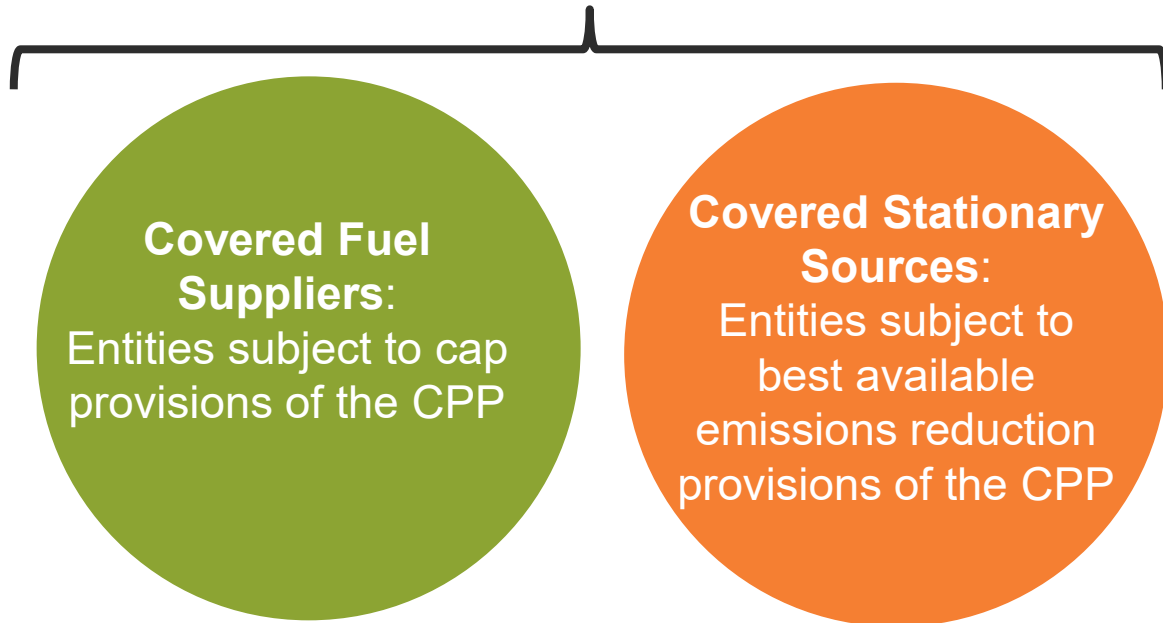 Covered Fuel
Suppliers:
Entities subject to cap
provisions of the CPP
Covered Stationary
Sources:
Entities subject to
best available
emissions reduction
provisions of the CPP